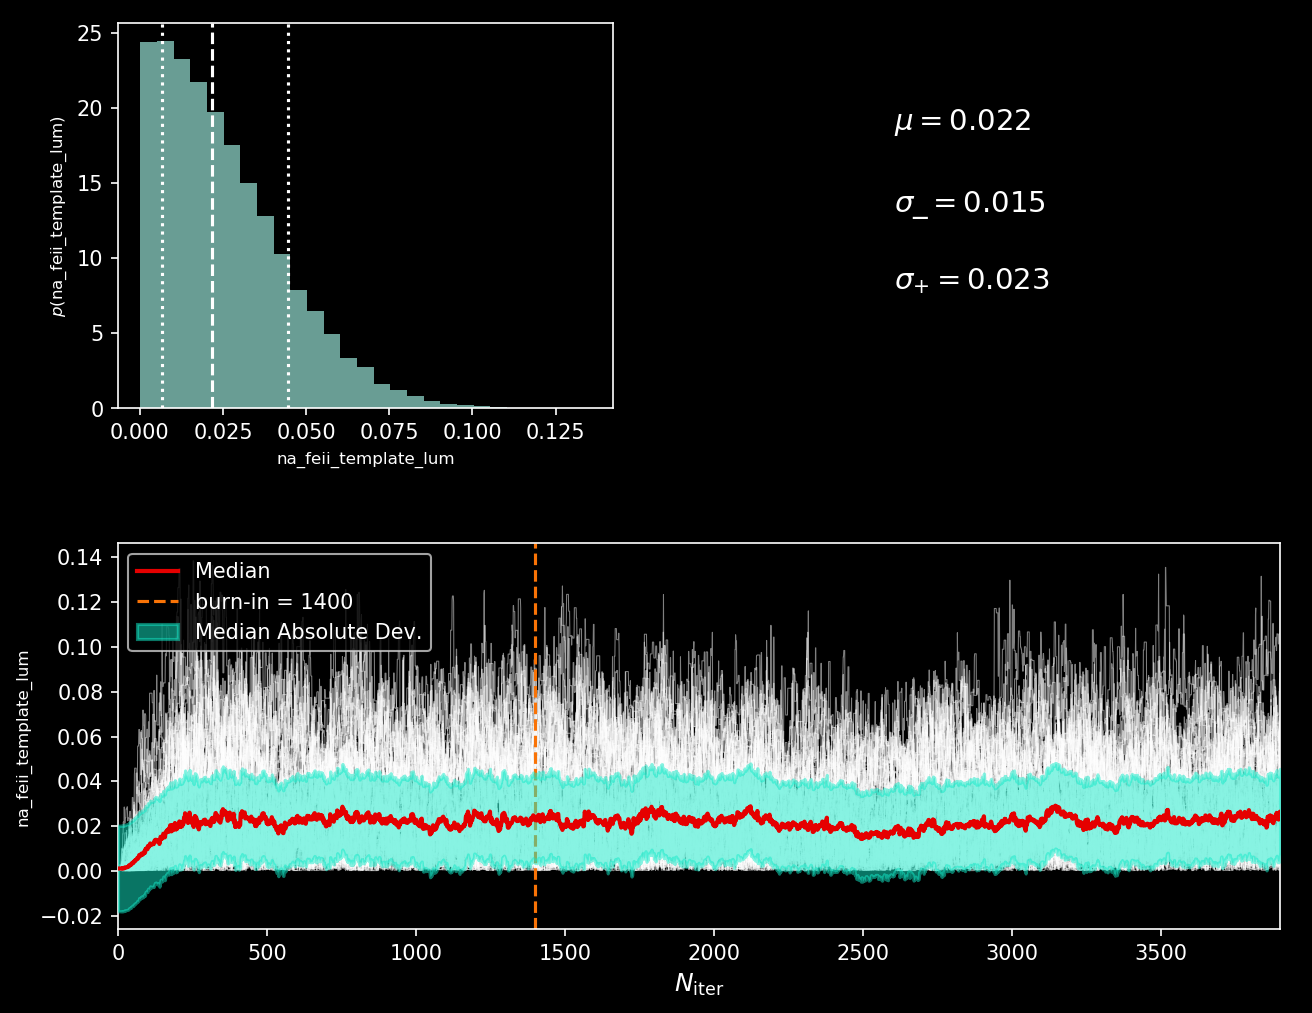 25
20
15
10
5
0
p(na_feii_template_lum)
0.000 0.025 0.050 0.075 0.100 0.125
na_feii_template_lum
μ = 0.022
σ₋ = 0.015
σ₊ = 0.023
0.14
0.12
0.10
0.08
0.06
0.04
0.02
0.00
−0.02
na_feii_template_lum
Median
burn-in = 1400
Median Absolute Dev.
0 500 1000 1500 2000 2500 3000 3500
N_iter